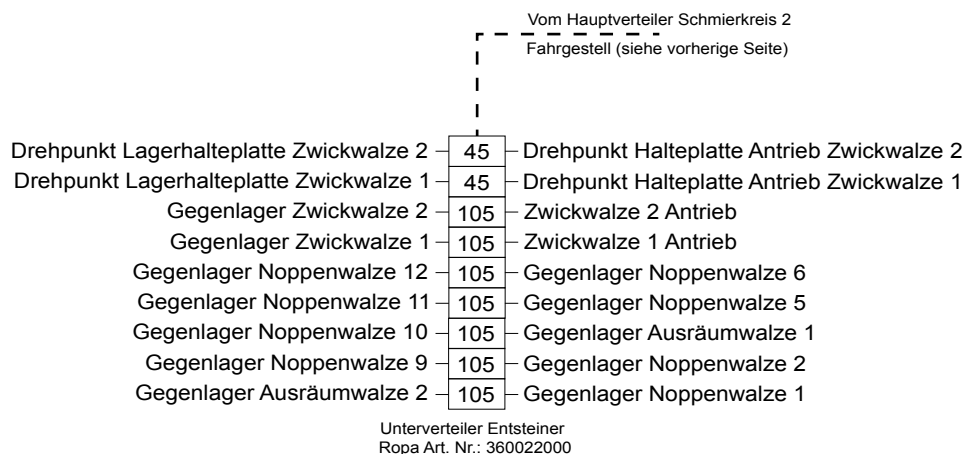 Vom Hauptverteiler Schmierkreis 2
Fahrgestell (siehe vorherige Seite)
Drehpunkt Lagerhalteplatte Zwickwalze 2 45 Drehpunkt Halteplatte Antrieb Zwickwalze 2
Drehpunkt Lagerhalteplatte Zwickwalze 1 45 Drehpunkt Halteplatte Antrieb Zwickwalze 1
Gegenlager Zwickwalze 2 105 Zwickwalze 2 Antrieb
Gegenlager Zwickwalze 1 105 Zwickwalze 1 Antrieb
Gegenlager Noppenwalze 12 105 Gegenlager Noppenwalze 6
Gegenlager Noppenwalze 11 105 Gegenlager Noppenwalze 5
Gegenlager Noppenwalze 10 105 Gegenlager Ausräumwalze 1
Gegenlager Noppenwalze 9 105 Gegenlager Noppenwalze 2
Gegenlager Ausräumwalze 2 105 Gegenlager Noppenwalze 1
Unterverteiler Entsteiner
Ropa Art. Nr.: 360022000